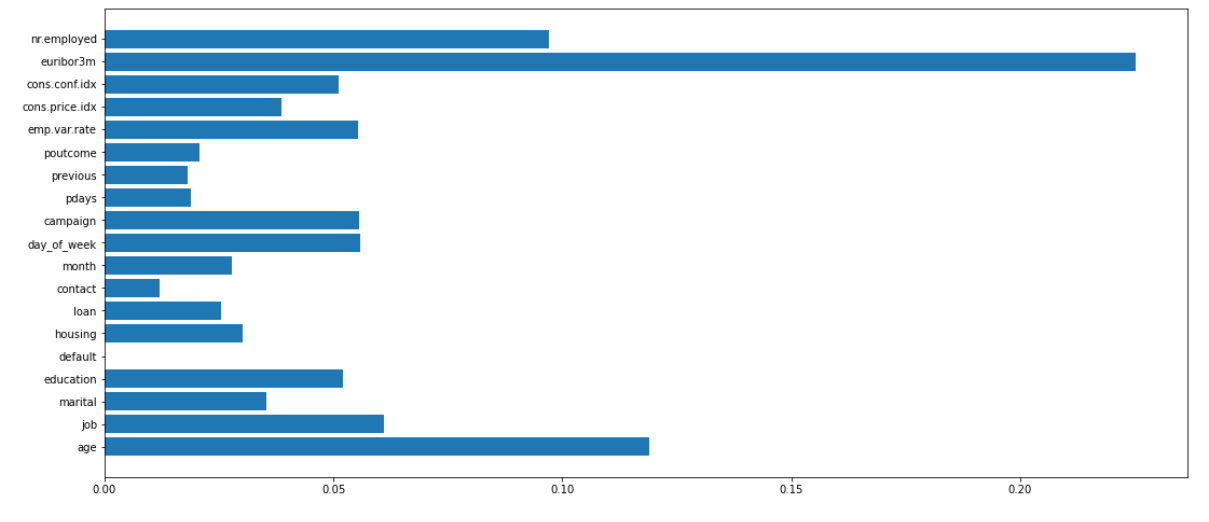 nr.employed
euribor3m
cons.conf.idx
cons.price.idx
emp.var.rate
poutcome
previous
pdays
campaign
day_of_week
month
contact
loan
housing
default
education
marital
job
age
0.00 0.05 0.10 0.15 0.20